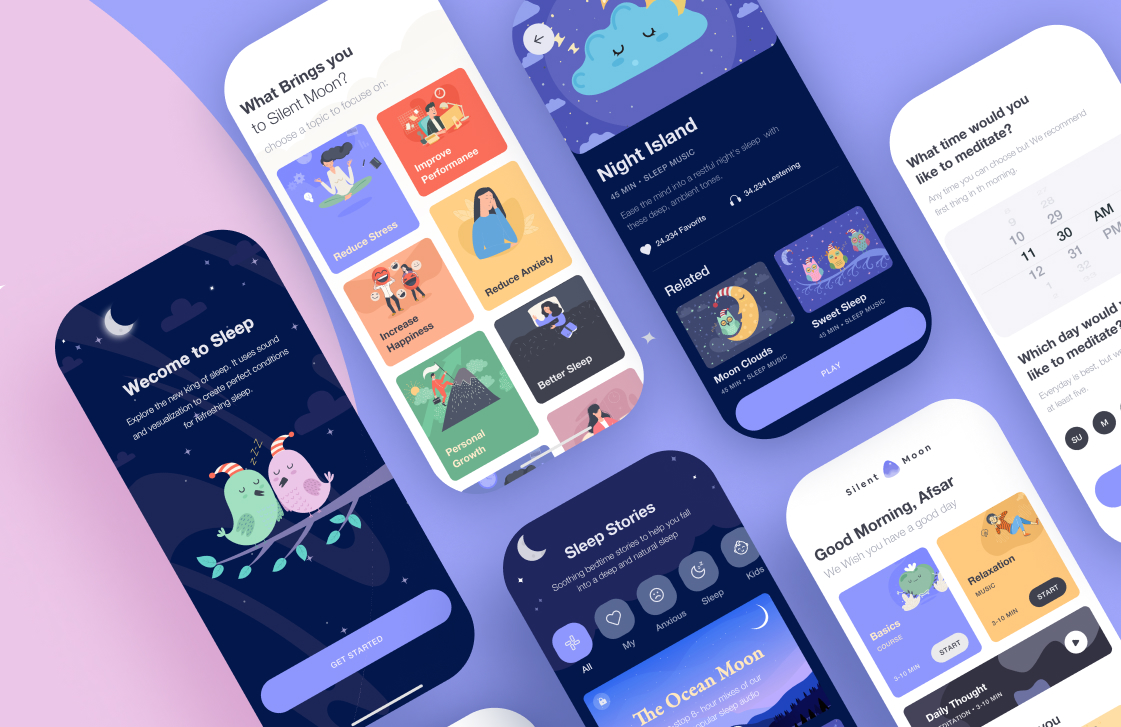 What Brings you
to Silent Moon?
choose a topic to focus on:
Reduce Stress
Improve
Performanee
Increase
Happiness
Reduce Anxiety
Personal
Growth
Better Sleep
Night Island
45 MIN • SLEEP MUSIC
Ease the mind into a restful night's sleep with
these deep, ambient tones.
24.234 Favorits
34.234 Lestening
Related
Moon Clouds
45 MIN • SLEEP MUSIC
Sweet Sleep
45 MIN • SLEEP MUSIC
PLAY
What time would you
like to meditate?
Any time you can choose but We recommend
first thing in th morning.
9
28
10
29
11
30
AM
12
31
PM
1
32
Which day would
like to meditate?
Everyday is best, but we
at least five.
SU
M
Wecome to Sleep
Explore the new king of sleep. It uses sound
and vesualization to create perfect conditions
for refreshing sleep.
Z Z Z
GET STARTED
Sleep Stories
Soothing bedtime stories to help you fall
into a deep and natural sleep
All
My
Anxious
Sleep
Kids
The Ocean Moon
-stop 8- hour mixes of our
popular sleep audio
Silent Moon
Good Morning, Afsar
We Wish you have a good day
Basics
COURSE
3-10 MIN
START
Relaxation
MUSIC
3-10 MIN
START
Daily Thought
MEDITATION • 3-10 MIN
you